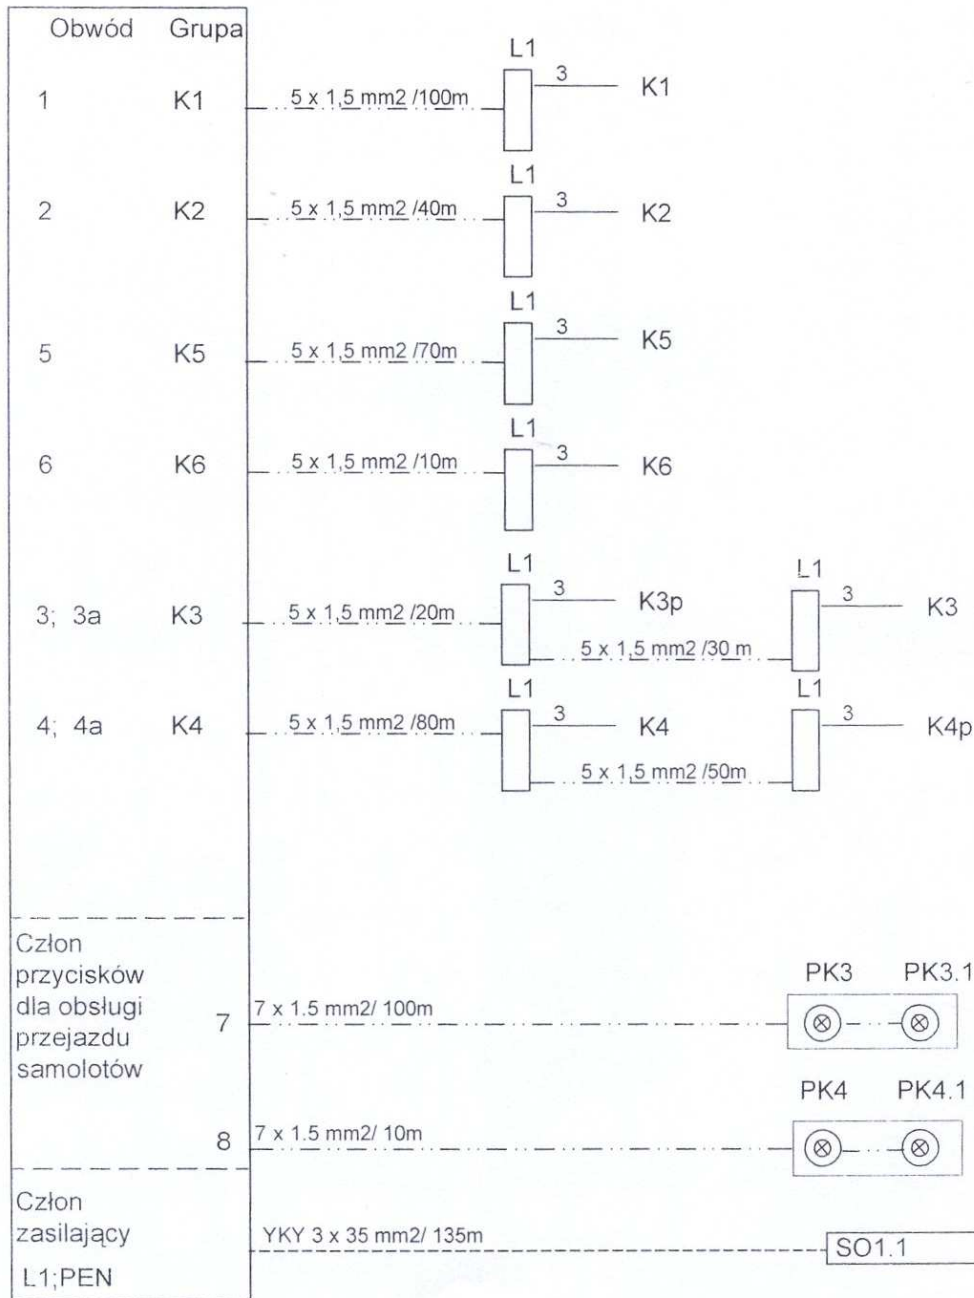 Obwód Grupa
L1
1 K1 5 x 1,5 mm2 /100m 3 K1
L1
2 K2 5 x 1,5 mm2 /40m 3 K2
L1
5 K5 5 x 1,5 mm2 /70m 3 K5
L1
6 K6 5 x 1,5 mm2 /10m 3 K6
L1 L1
3; 3a K3 5 x 1,5 mm2 /20m 3 K3p 3 K3
5 x 1,5 mm2 /30 m
L1 L1
4; 4a K4 5 x 1,5 mm2 /80m 3 K4 3 K4p
5 x 1,5 mm2 /50m
Człon
przycisków
dla obsługi
przejazdu
samolotów
PK3 PK3.1
7 7 x 1.5 mm2/ 100m
PK4 PK4.1
8 7 x 1.5 mm2/ 10m
Człon
zasilający
L1;PEN
YKY 3 x 35 mm2/ 135m
SO1.1